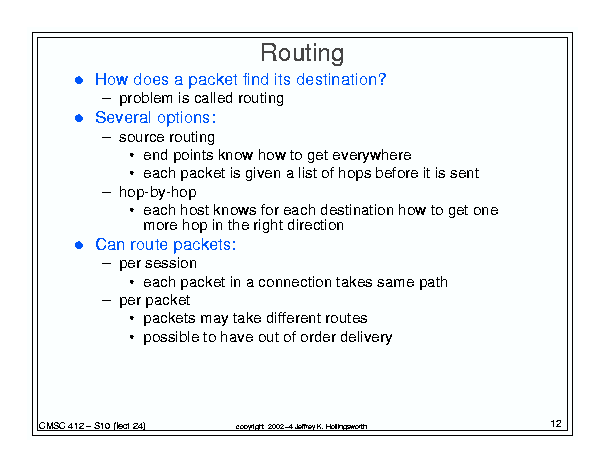 Routing
● How does a packet find its destination?
– problem is called routing
● Several options:
– source routing
• end points know how to get everywhere
• each packet is given a list of hops before it is sent
– hop-by-hop
• each host knows for each destination how to get one
more hop in the right direction
● Can route packets:
– per session
• each packet in a connection takes same path
– per packet
• packets may take different routes
• possible to have out of order delivery
CMSC 412 – S10 (lect 24)
copyright 2002-4 Jeffrey K. Hollingsworth
12